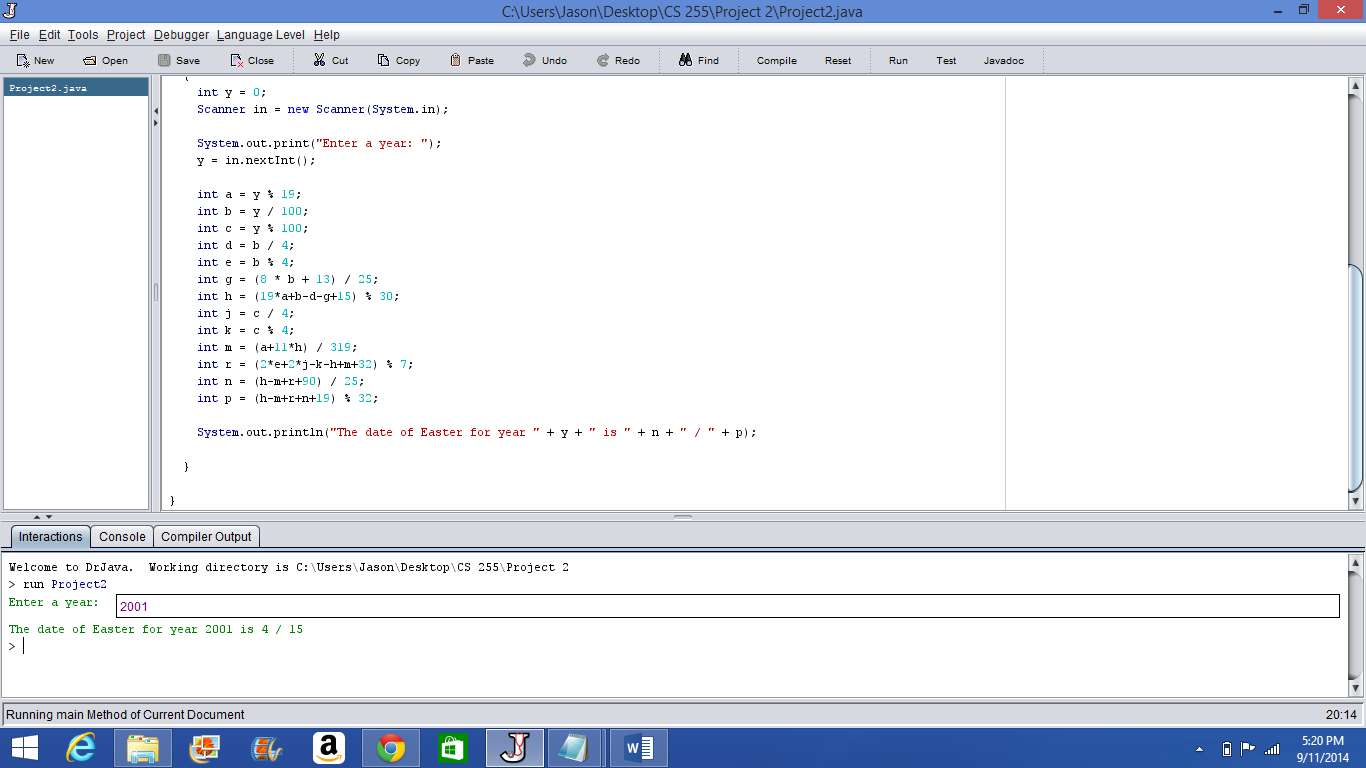 C:\Users\Jason\Desktop\CS 255\Project 2\Project2.java
File Edit Tools Project Debugger Language Level Help
New Open Save Close Cut Copy Paste Undo Redo Find Compile Reset Run Test Javadoc
Project2.java
{
int y = 0;
Scanner in = new Scanner(System.in);
System.out.print("Enter a year: ");
y = in.nextInt();
int a = y % 19;
int b = y / 100;
int c = y % 100;
int d = b / 4;
int e = b % 4;
int g = (8 * b + 13) / 25;
int h = (19*a+b-d-g+15) % 30;
int j = c / 4;
int k = c % 4;
int m = (a+11*h) / 319;
int r = (2*e+2*j-k-h+m+32) % 7;
int n = (h-m+r+90) / 25;
int p = (h-m+r+n+19) % 32;
System.out.println("The date of Easter for year " + y + " is " + n + " / " + p);
}
}
Interactions Console Compiler Output
Welcome to DrJava.  Working directory is C:\Users\Jason\Desktop\CS 255\Project 2
> run Project2
Enter a year: 2001
The date of Easter for year 2001 is 4 / 15
>
Running main Method of Current Document 20:14
5:20 PM
9/11/2014